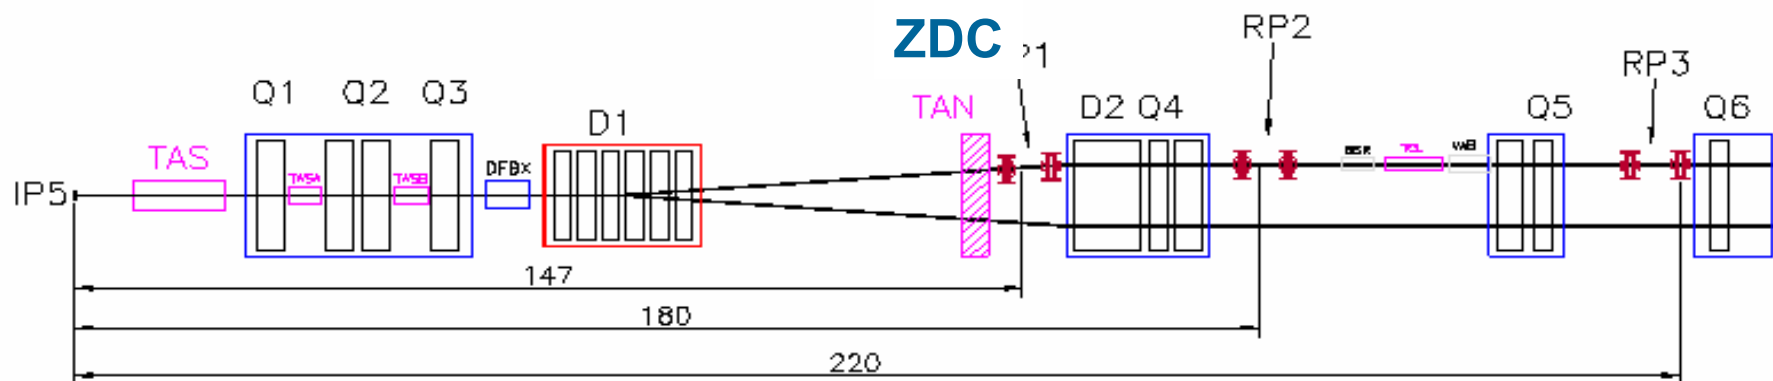 ZDC
P1
RP2
RP3
Q1
Q2
Q3
D1
TAN
D2 Q4
Q5
Q6
TAS
TASA
TASB
DFBX
IP5
147
180
220